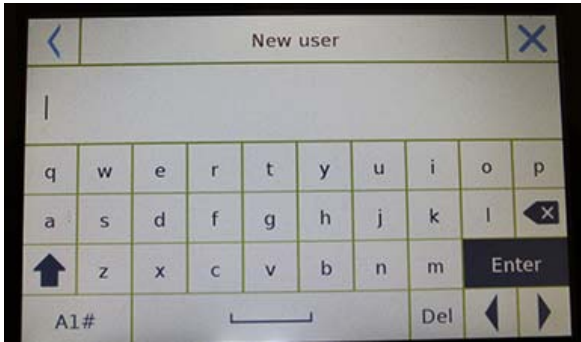 New user
q w e r t y u i o p
a s d f g h j k l
z x c v b n m Enter
A1# Del